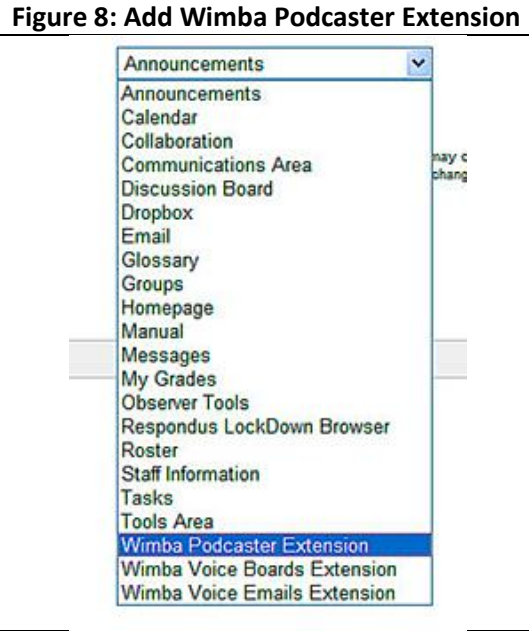 Figure 8: Add Wimba Podcaster Extension
Announcements
Announcements
Calendar
Collaboration
Communications Area
Discussion Board
Dropbox
Email
Glossary
Groups
Homepage
Manual
Messages
My Grades
Observer Tools
Respondus LockDown Browser
Roster
Staff Information
Tasks
Tools Area
Wimba Podcaster Extension
Wimba Voice Boards Extension
Wimba Voice Emails Extension